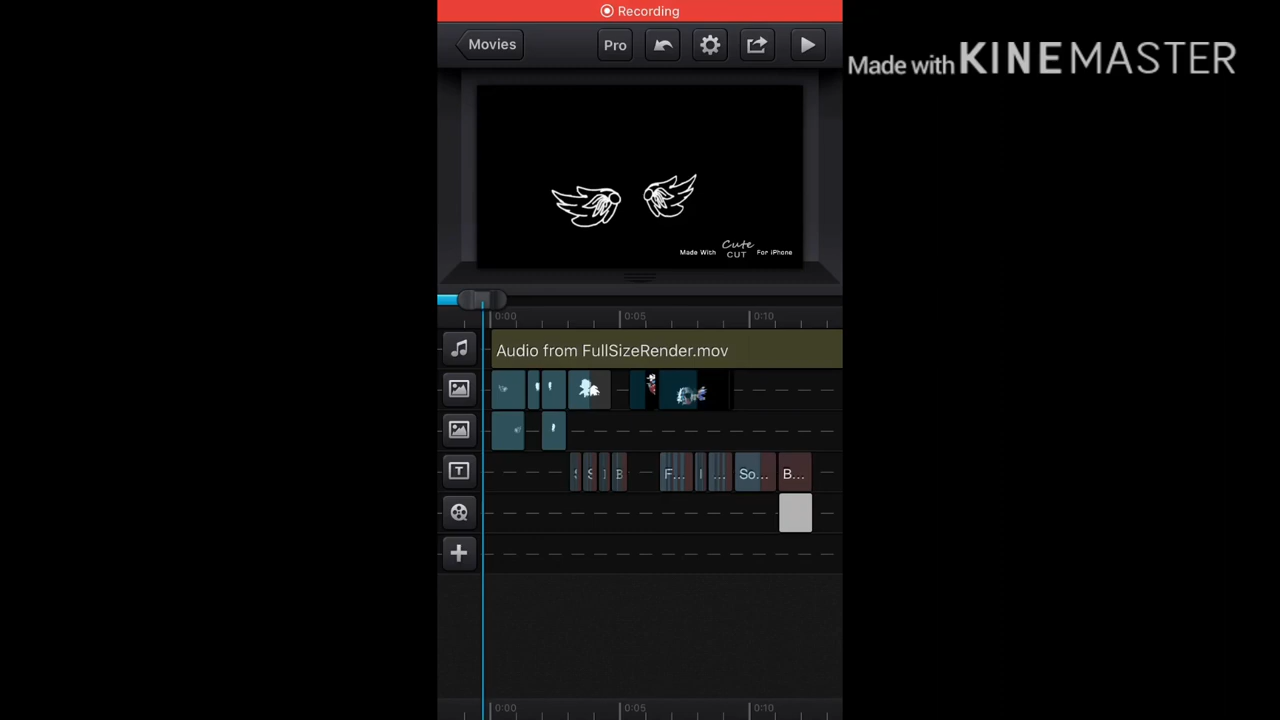 Recording
Movies
Pro
Made with KINEMASTER
Made With Cute CUT For iPhone
0:00 0:05 0:10
Audio from FullSizeRender.mov
S S I B F... I ... So... B...
0:00 0:05 0:10